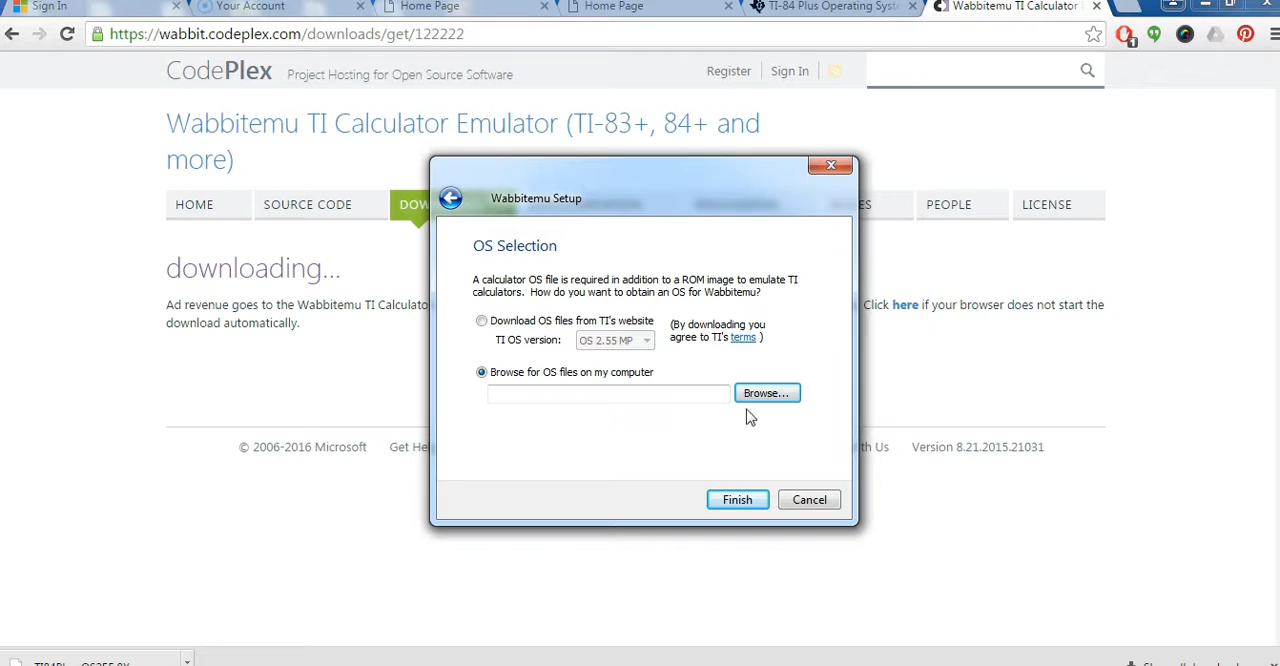 Sign In
Your Account
Home Page
Home Page
TI-84 Plus Operating Syst
Wabbitemu TI Calculator
https://wabbit.codeplex.com/downloads/get/122222
1
CodePlex Project Hosting for Open Source Software
Register Sign In
Wabbitemu TI Calculator Emulator (TI-83+, 84+ and
more)
HOME SOURCE CODE DOW ES PEOPLE LICENSE
downloading...
Ad revenue goes to the Wabbitemu TI Calculato Click here if your browser does not start the
download automatically.
© 2006-2016 Microsoft Get He th Us Version 8.21.2015.21031
Wabbitemu Setup
OS Selection
A calculator OS file is required in addition to a ROM image to emulate TI
calculators. How do you want to obtain an OS for Wabbitemu?
Download OS files from TI's website
TI OS version: OS 2.55 MP
(By downloading you
agree to TI's terms )
Browse for OS files on my computer
Browse...
Finish Cancel